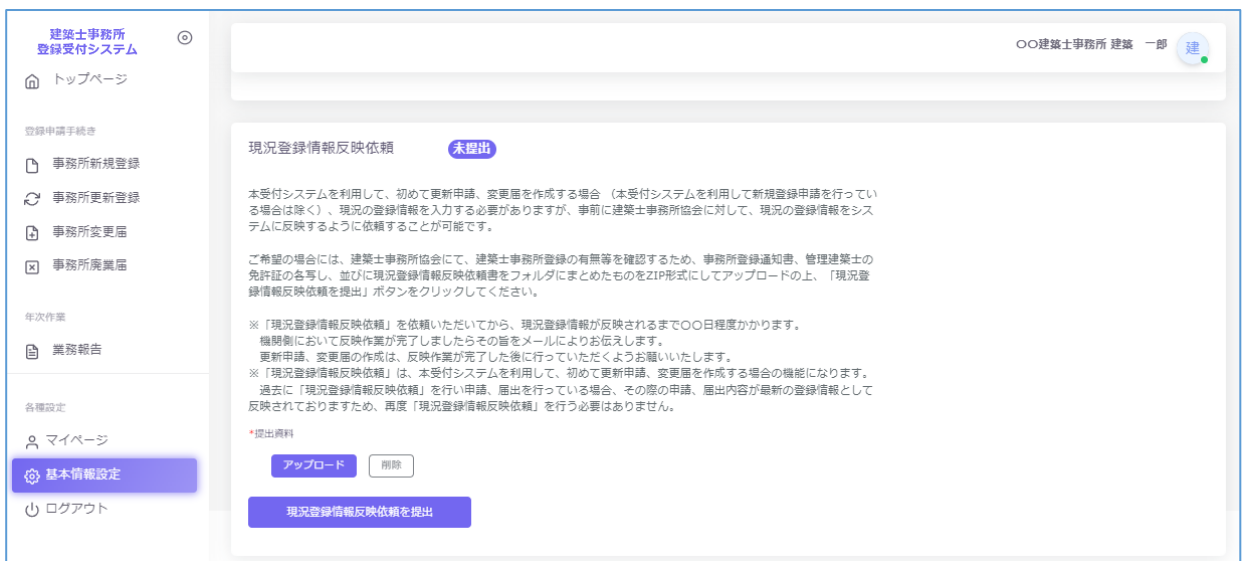 建築士事務所
登録受付システム
トップページ
登録申請手続き
事務所新規登録
事務所更新登録
事務所変更届
事務所廃業届
年次作業
業務報告
各種設定
マイページ
基本情報設定
ログアウト
〇〇建築士事務所 建築 一郎
建
現況登録情報反映依頼 未提出
本受付システムを利用して、初めて更新申請、変更届を作成する場合 （本受付システムを利用して新規登録申請を行ってい
る場合は除く）、現況の登録情報を入力する必要がありますが、事前に建築士事務所協会に対して、現況の登録情報をシス
テムに反映するように依頼することが可能です。
ご希望の場合には、建築士事務所協会にて、建築士事務所登録の有無等を確認するため、事務所登録通知書、管理建築士の
免許証の各写し、並びに現況登録情報反映依頼書をフォルダにまとめたものをZIP形式にしてアップロードの上、「現況登
録情報反映依頼を提出」ボタンをクリックしてください。
※「現況登録情報反映依頼」を依頼いただいてから、現況登録情報が反映されるまで〇〇日程度かかります。
機関側において反映作業が完了しましたらその旨をメールによりお伝えします。
更新申請、変更届の作成は、反映作業が完了した後に行っていただくようお願いいたします。
※「現況登録情報反映依頼」は、本受付システムを利用して、初めて更新申請、変更届を作成する場合の機能になります。
過去に「現況登録情報反映依頼」を行い申請、届出を行っている場合、その際の申請、届出内容が最新の登録情報として
反映されておりますため、再度「現況登録情報反映依頼」を行う必要はありません。
*提出資料
アップロード 削除
現況登録情報反映依頼を提出